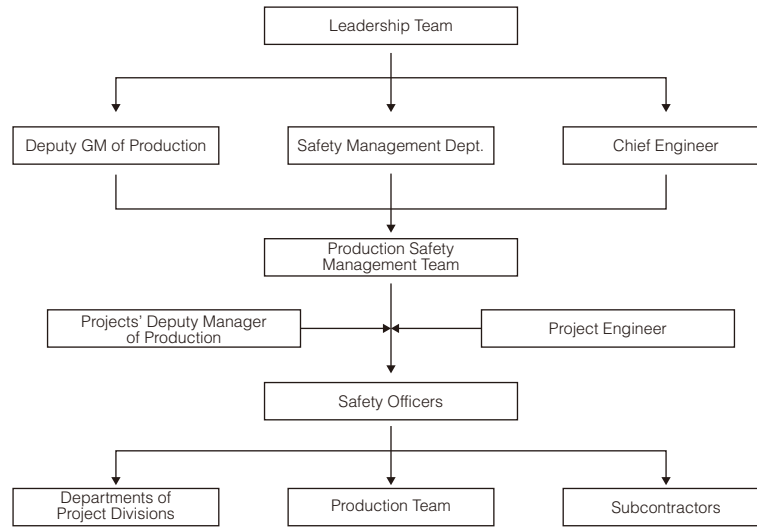 Leadership Team
Deputy GM of Production
Safety Management Dept.
Chief Engineer
Production Safety
Management Team
Projects' Deputy Manager
of Production
Project Engineer
Safety Officers
Departments of
Project Divisions
Production Team
Subcontractors